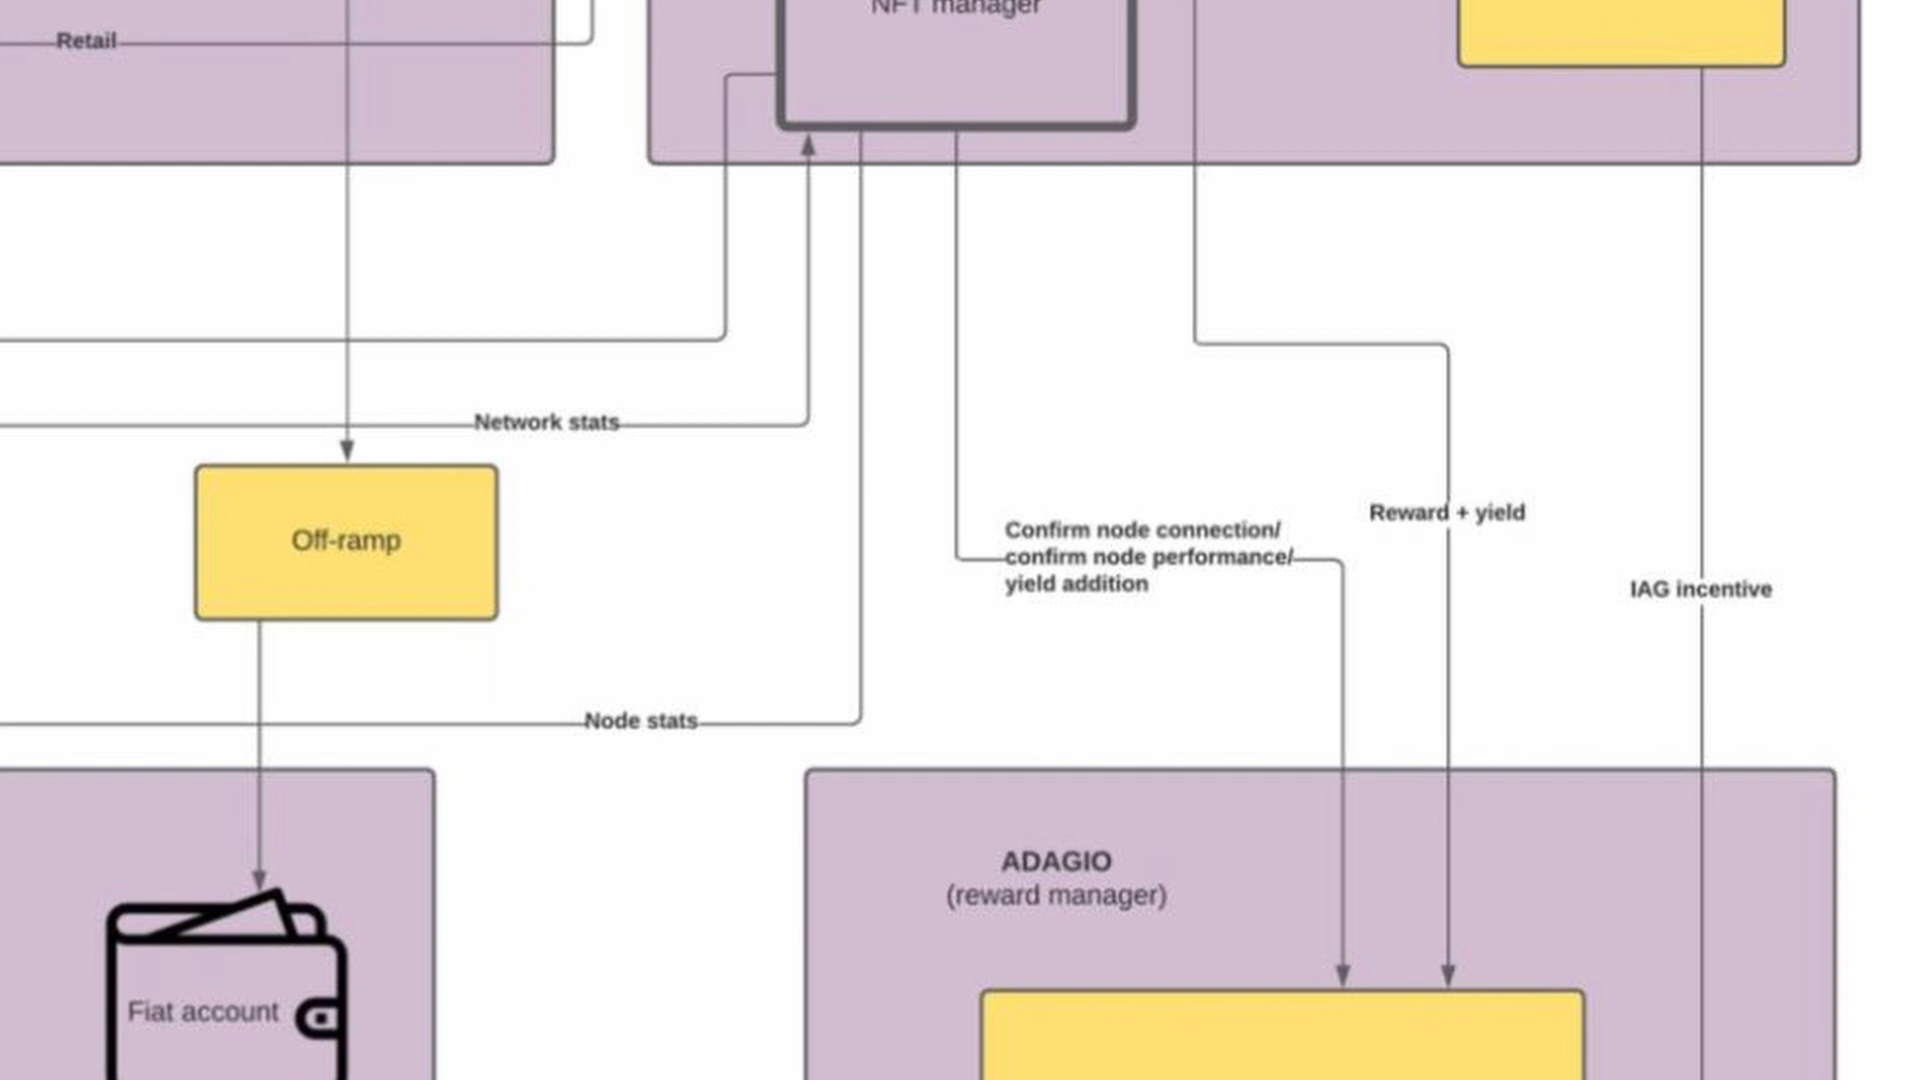 NFT manager
Retail
Network stats
Off-ramp
Confirm node connection/
confirm node performance/
yield addition
Reward + yield
IAG incentive
Node stats
ADAGIO
(reward manager)
Fiat account